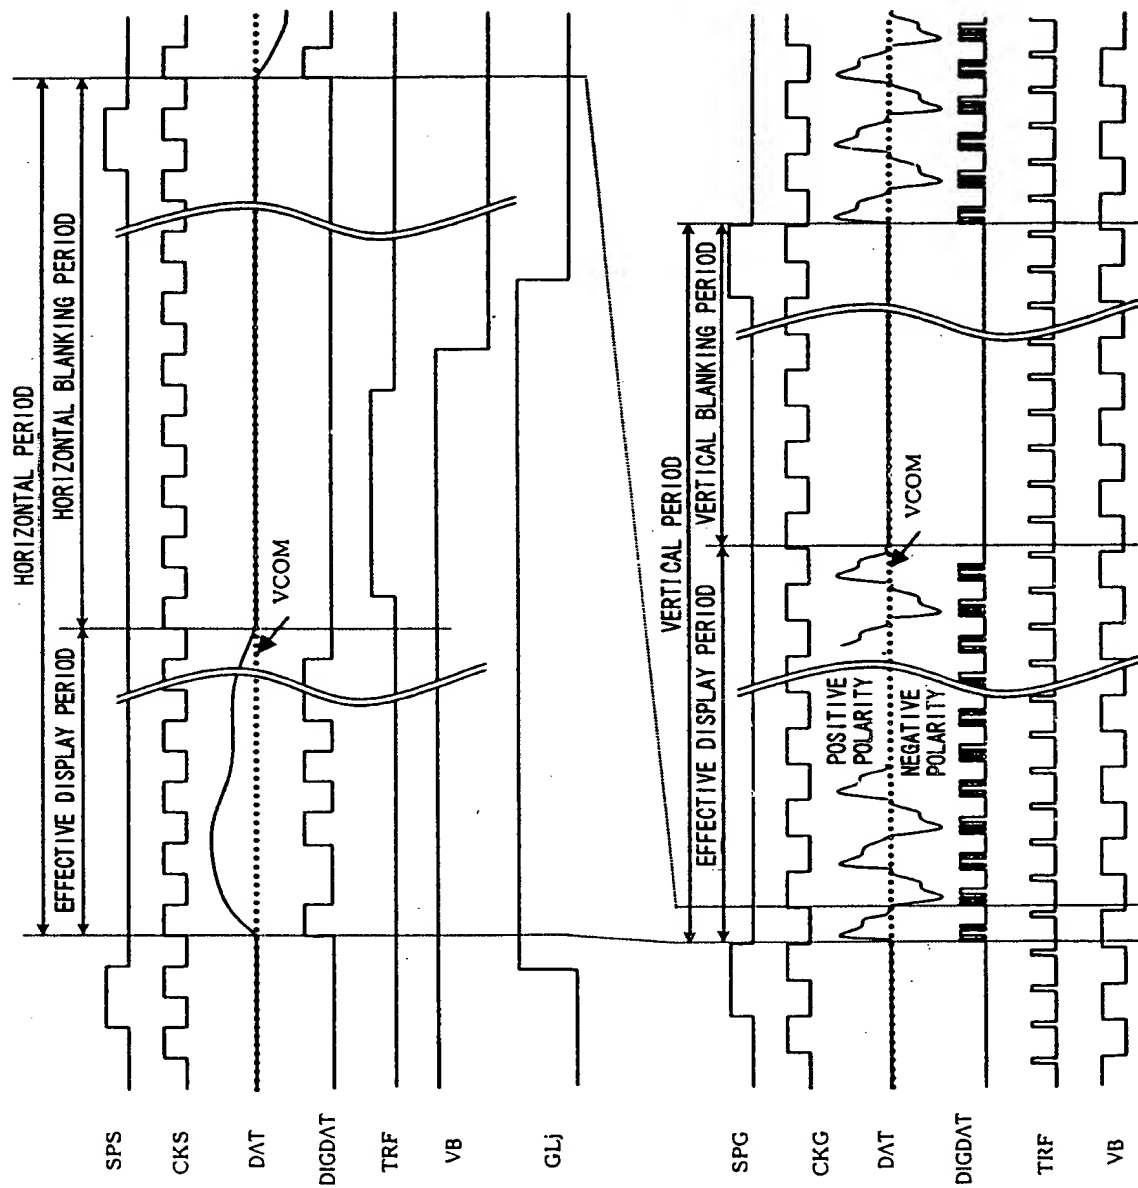 HORIZONTAL PERIOD
EFFECTIVE DISPLAY PERIOD
HORIZONTAL BLANKING PERIOD
SPS
CKS
DAT
VCOM
DIGDAT
TRF
VB
GLj
VERTICAL PERIOD
EFFECTIVE DISPLAY PERIOD
VERTICAL BLANKING PERIOD
SPG
CKG
POSITIVE
POLARITY
DAT
VCOM
NEGATIVE
POLARITY
DIGDAT
TRF
VB